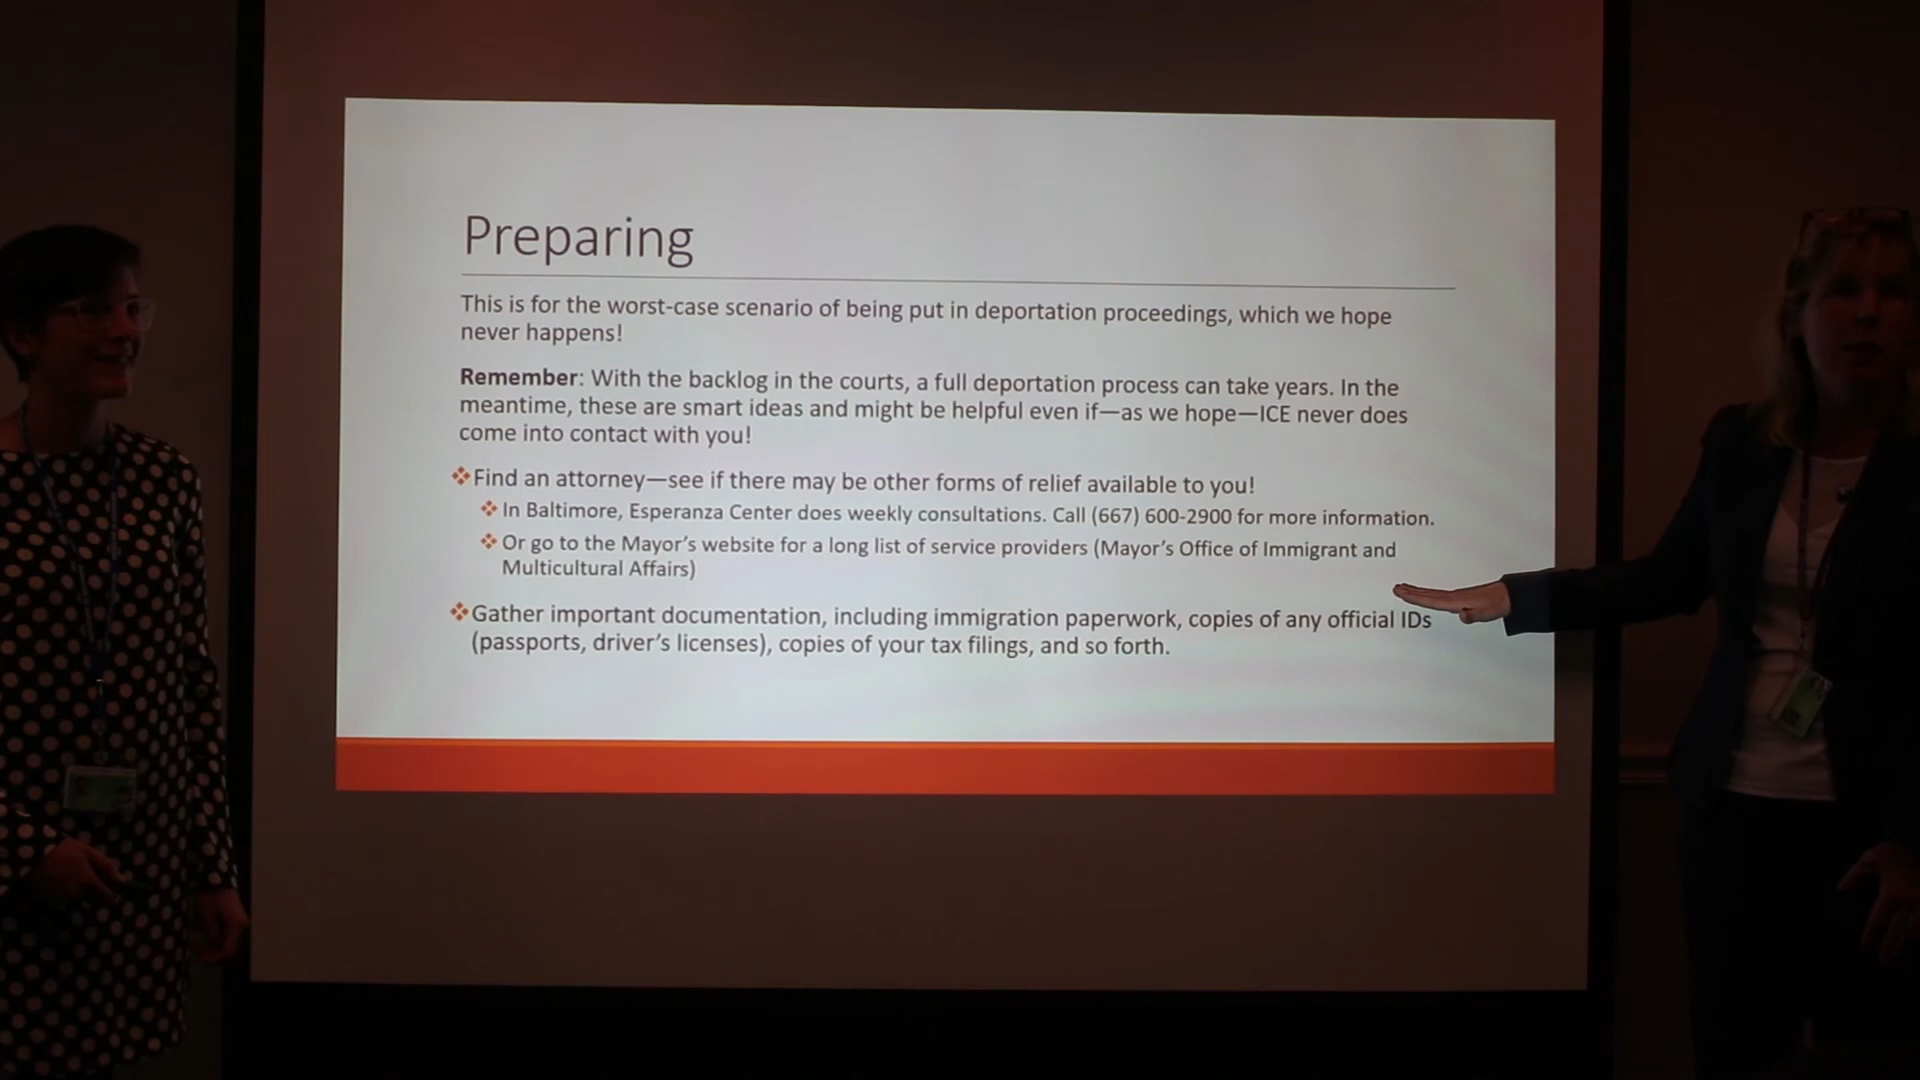 Preparing
This is for the worst-case scenario of being put in deportation proceedings, which we hope
never happens!
Remember: With the backlog in the courts, a full deportation process can take years. In the
meantime, these are smart ideas and might be helpful even if—as we hope—ICE never does
come into contact with you!
❖Find an attorney—see if there may be other forms of relief available to you!
❖In Baltimore, Esperanza Center does weekly consultations. Call (667) 600-2900 for more information.
❖Or go to the Mayor's website for a long list of service providers (Mayor's Office of Immigrant and
Multicultural Affairs)
❖Gather important documentation, including immigration paperwork, copies of any official IDs
(passports, driver's licenses), copies of your tax filings, and so forth.